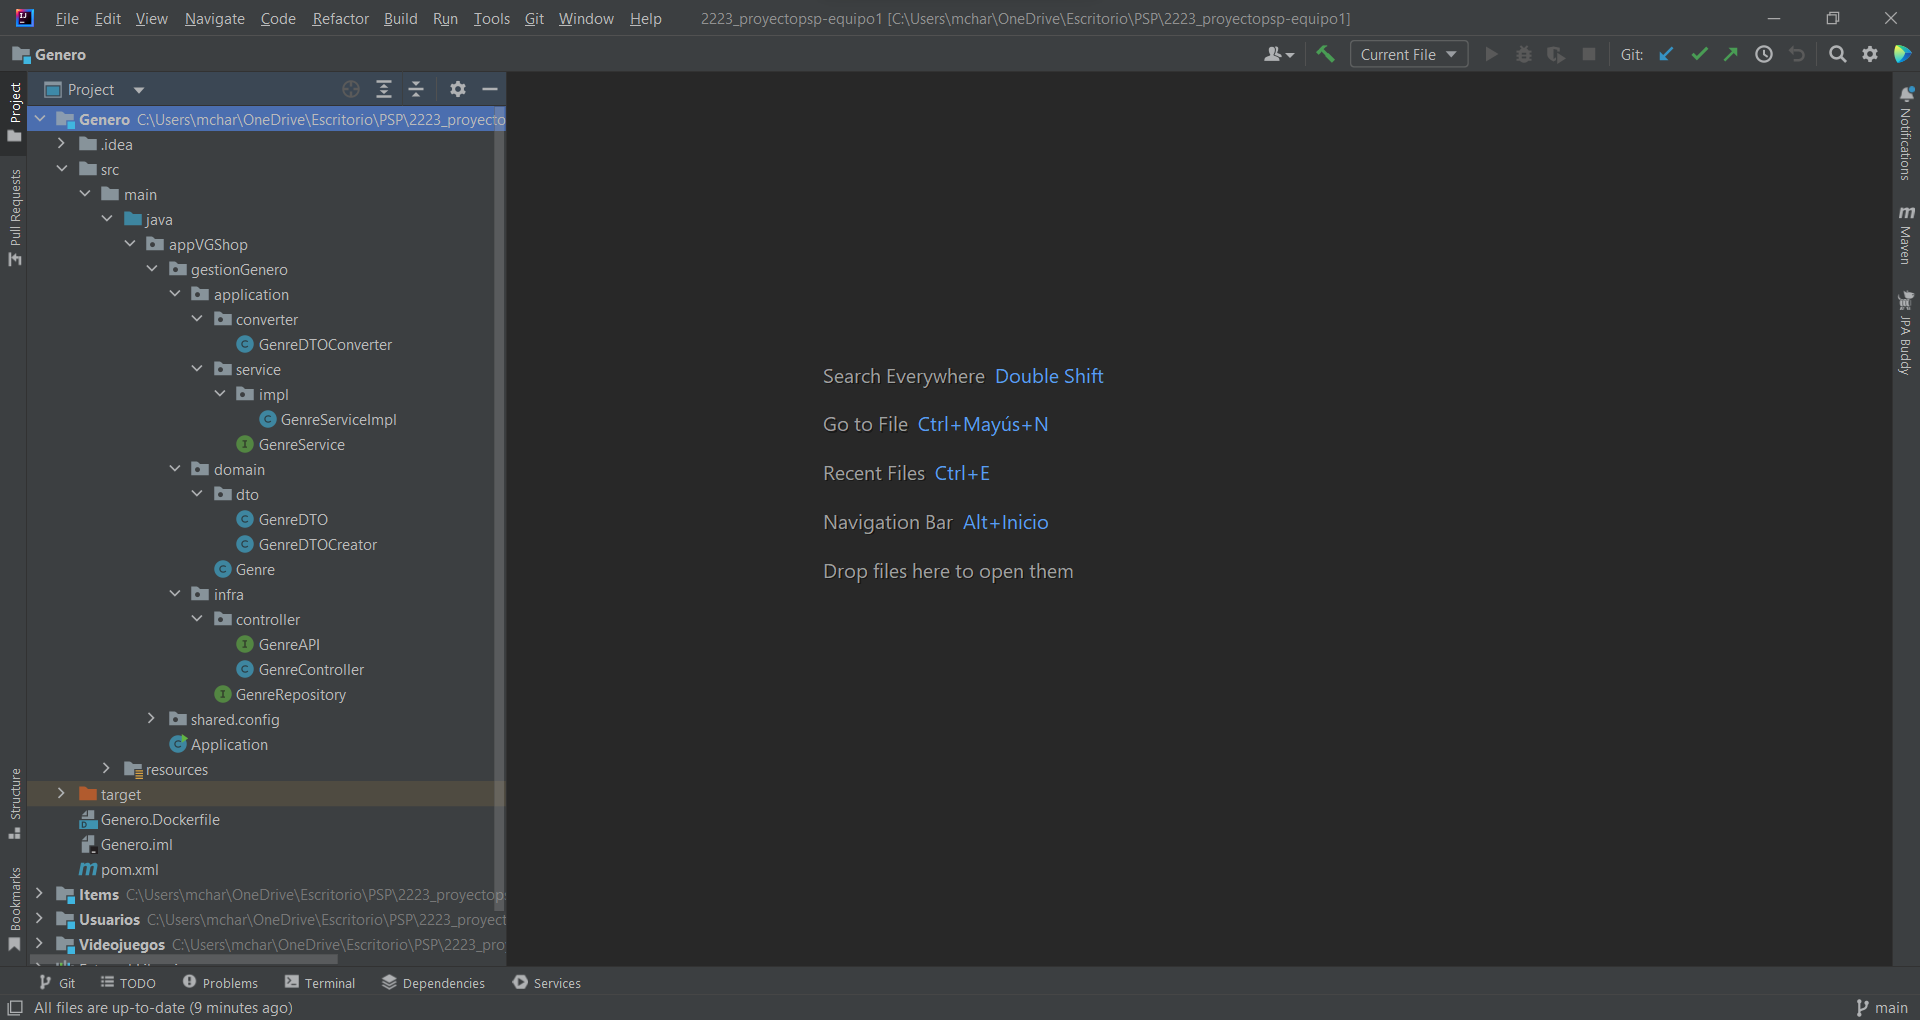 File Edit View Navigate Code Refactor Build Run Tools Git Window Help 2223_proyectopsp-equipo1 [C:\Users\mchar\OneDrive\Escritorio\PSP\2223_proyectopsp-equipo1]
Genero Current File Git:
Project
Genero C:\Users\mchar\OneDrive\Escritorio\PSP\2223_proyecto
.idea
src
main
java
appVGShop
gestionGenero
application
converter
GenreDTOConverter
service
impl
GenreServiceImpl
GenreService
domain
dto
GenreDTO
GenreDTOCreator
Genre
infra
controller
GenreAPI
GenreController
GenreRepository
shared.config
Application
resources
target
Genero.Dockerfile
Genero.iml
pom.xml
Items C:\Users\mchar\OneDrive\Escritorio\PSP\2223_proyectop
Usuarios C:\Users\mchar\OneDrive\Escritorio\PSP\2223_proyect
Videojuegos C:\Users\mchar\OneDrive\Escritorio\PSP\2223_pro
Project
Pull Requests
Structure
Bookmarks
Search Everywhere Double Shift
Go to File Ctrl+Mayús+N
Recent Files Ctrl+E
Navigation Bar Alt+Inicio
Drop files here to open them
Notifications
Maven
JPA Buddy
Git TODO Problems Terminal Dependencies Services
All files are up-to-date (9 minutes ago) main